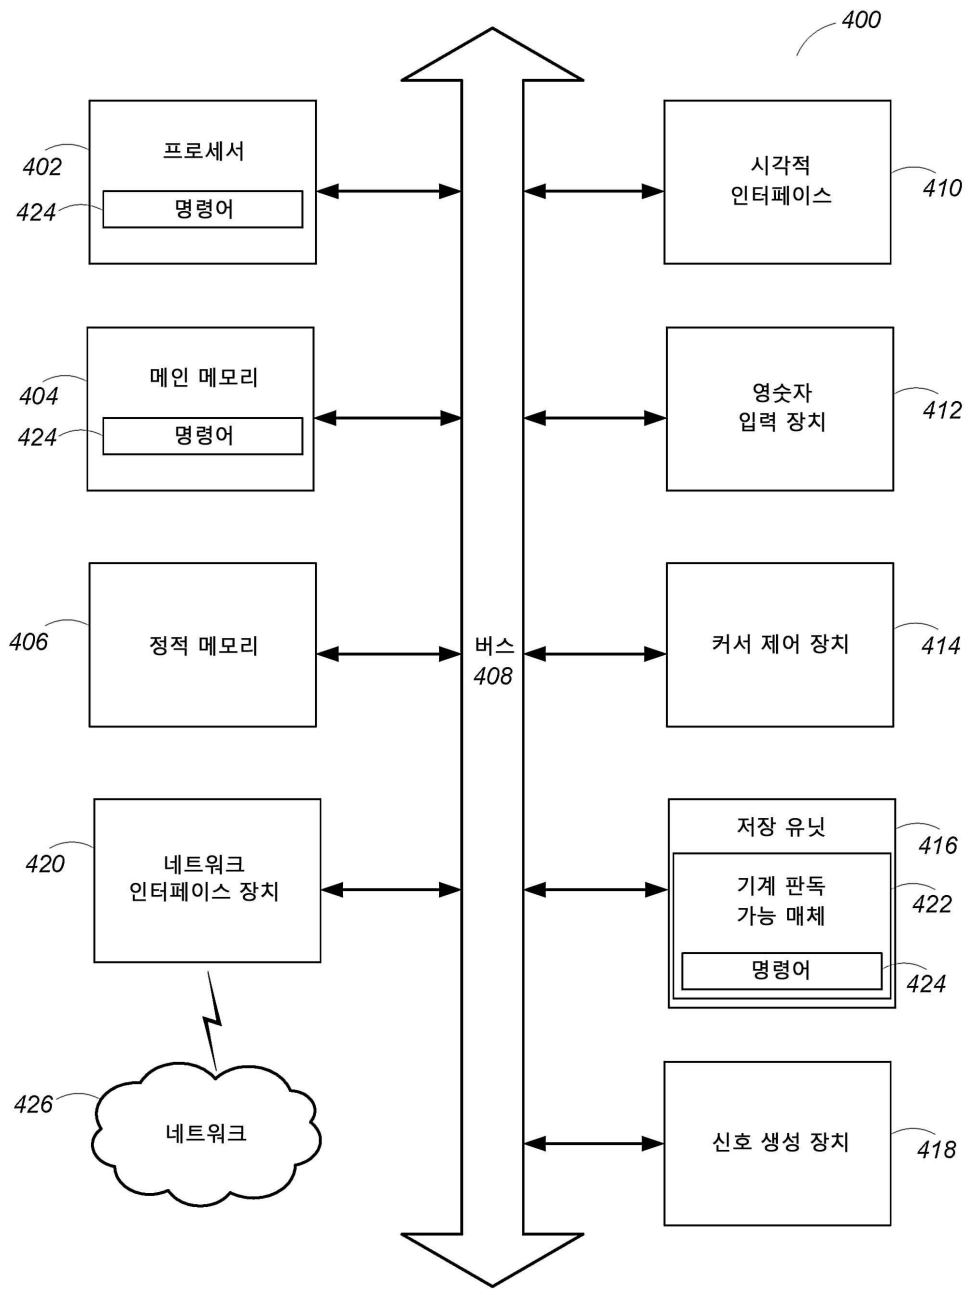 400
402
프로세서
424
명령어
시각적
인터페이스
410
404
메인 메모리
424
명령어
영숫자
입력 장치
412
406
정적 메모리
버스
408
커서 제어 장치
414
420
네트워크
인터페이스 장치
저장 유닛
416
기계 판독
가능 매체
422
명령어
424
426
네트워크
신호 생성 장치
418